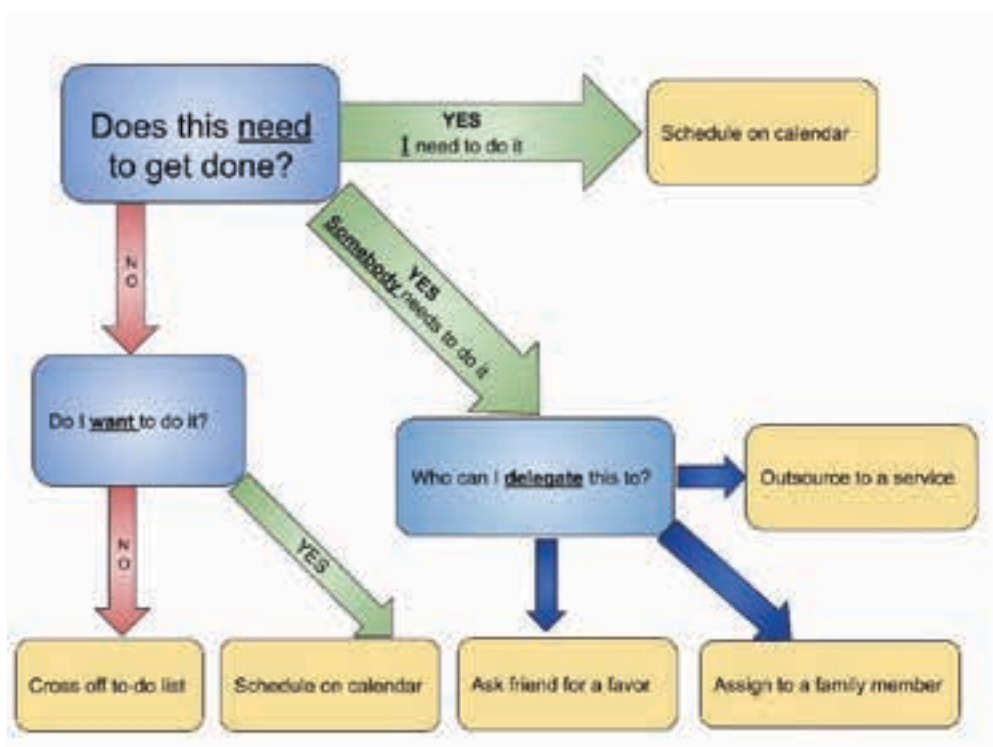 Does this need
to get done?
YES
I need to do it
Schedule on calendar
NO
YES
Somebody needs to do it
Do I want to do it?
Who can I delegate this to?
Outsource to a service
NO
YES
Cross off to-do list
Schedule on calendar
Ask friend for a favor
Assign to a family member